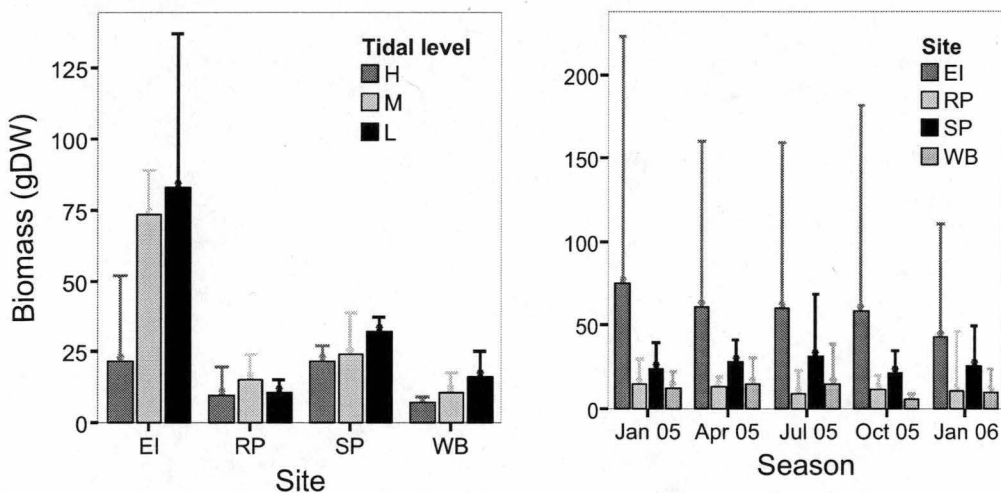 Biomass (gDW)
125
100
75
50
25
0
Tidal level
H
M
L
EI
RP
SP
WB
Site
200
150
100
50
0
Site
EI
RP
SP
WB
Jan 05
Apr 05
Jul 05
Oct 05
Jan 06
Season